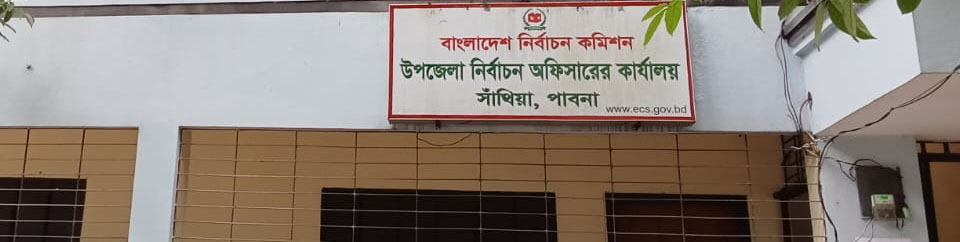 বাংলাদেশ নির্বাচন কমিশন
উপজেলা নির্বাচন অফিসারের কার্যালয়
সাঁথিয়া, পাবনা
www.ecs.gov.bd